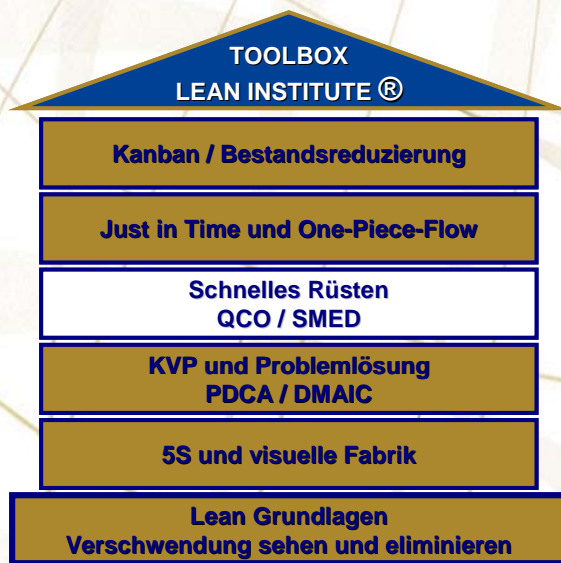 TOOLBOX
LEAN INSTITUTE ®
Kanban / Bestandsreduzierung
Just in Time und One-Piece-Flow
Schnelles Rüsten
QCO / SMED
KVP und Problemlösung
PDCA / DMAIC
5S und visuelle Fabrik
Lean Grundlagen
Verschwendung sehen und eliminieren